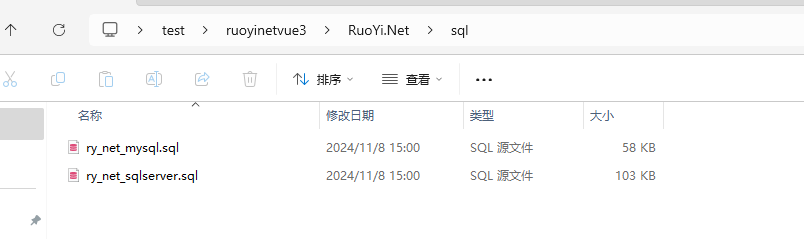 test > ruoyinetvue3 > RuoYi.Net > sql
排序 查看 ...
名称 修改日期 类型 大小
ry_net_mysql.sql 2024/11/8 15:00 SQL 源文件 58 KB
ry_net_sqlserver.sql 2024/11/8 15:00 SQL 源文件 103 KB